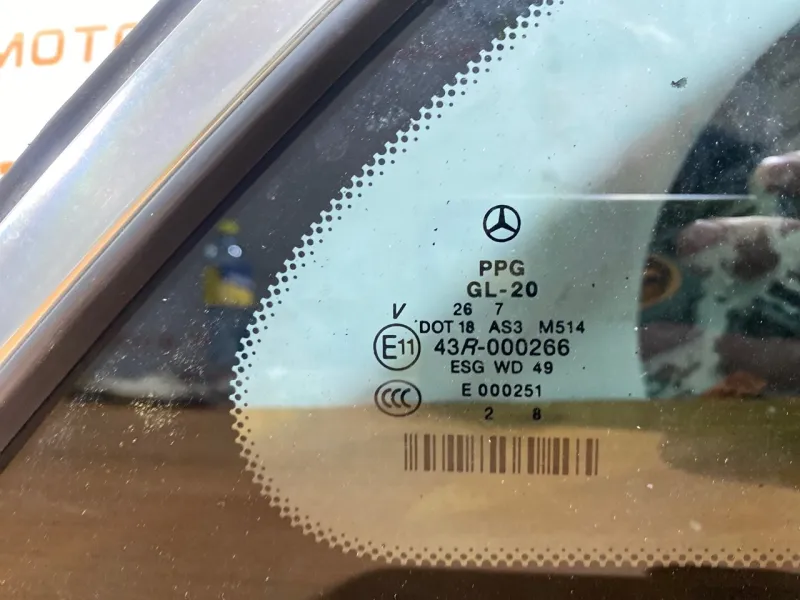 MOTO
PPG
GL-20
V 26 7
DOT 18 AS3 M514
E11 43R-000266
ESG WD 49
CCC E 000251
2 8